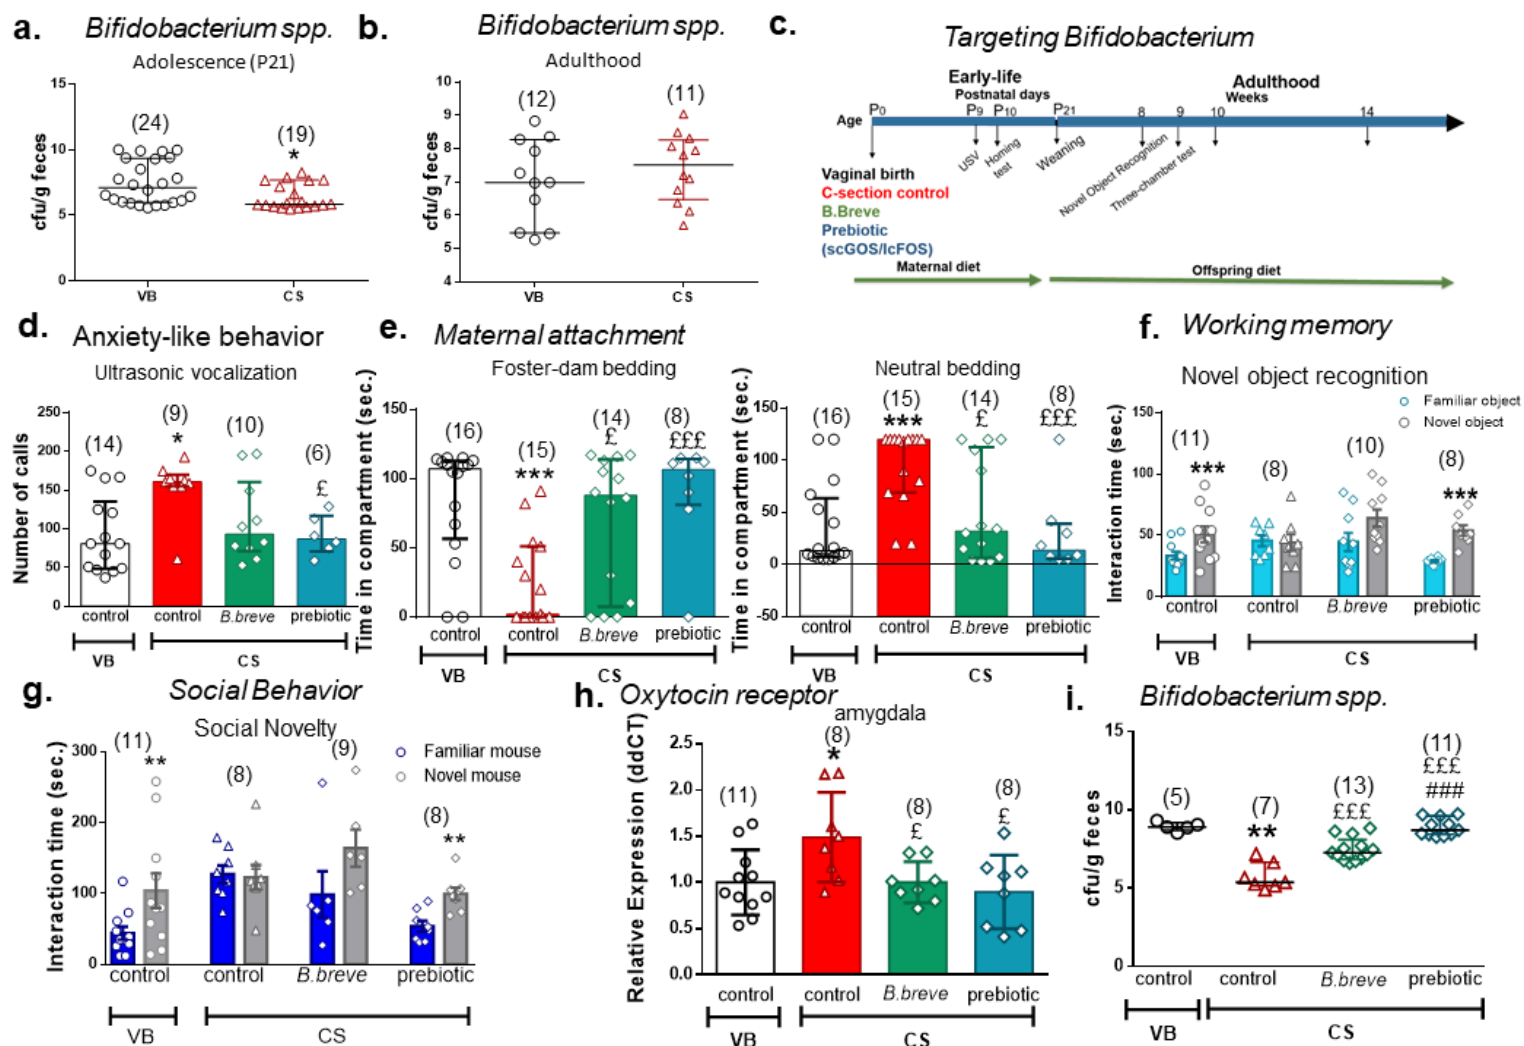 a.
Bifidobacterium spp.
Adolescence (P21)
cfu/g feces
15
10
5
0
(24)
(19)
*
VB
CS
b.
Bifidobacterium spp.
Adulthood
cfu/g feces
10
9
8
7
6
5
4
(12)
(11)
VB
CS
c.
Targeting Bifidobacterium
Early-life
Postnatal days
Adulthood
Weeks
Age
P0
P9
P10
P21
8
9
10
14
USV
Homing test
Weaning
Novel Object Recognition
Three-chamber test
Vaginal birth
C-section control
B.Breve
Prebiotic
(scGOS/lcFOS)
Maternal diet
Offspring diet
d.
Anxiety-like behavior
Ultrasonic vocalization
Number of calls
250
200
150
100
50
0
(14)
(9)
*
(10)
(6)
£
control
control
B.breve
prebiotic
VB
CS
e.
Maternal attachment
Foster-dam bedding
Time in compartment (sec.)
150
100
50
0
(16)
(15)
***
(14)
£
(8)
£££
control
control
B.breve
prebiotic
VB
CS
Neutral bedding
Time in compartment (sec.)
150
100
50
0
-50
(16)
(15)
***
(14)
£
(8)
£££
control
control
B.breve
prebiotic
VB
CS
f.
Working memory
Novel object recognition
Familiar object
Novel object
Interaction time (sec.)
150
100
50
0
(11)
***
(8)
(10)
(8)
***
control
control
B.breve
prebiotic
VB
CS
g.
Social Behavior
Social Novelty
Familiar mouse
Novel mouse
Interaction time (sec.)
300
200
100
0
(11)
**
(8)
(9)
(8)
**
control
control
B.breve
prebiotic
VB
CS
h.
Oxytocin receptor
amygdala
Relative Expression (ddCT)
2.5
2.0
1.5
1.0
0.5
0.0
(11)
(8)
*
(8)
£
(8)
£
control
control
B.breve
prebiotic
VB
CS
i.
Bifidobacterium spp.
cfu/g feces
15
10
5
0
(5)
(7)
**
(13)
£££
(11)
£££
###
control
control
B.breve
prebiotic
VB
CS